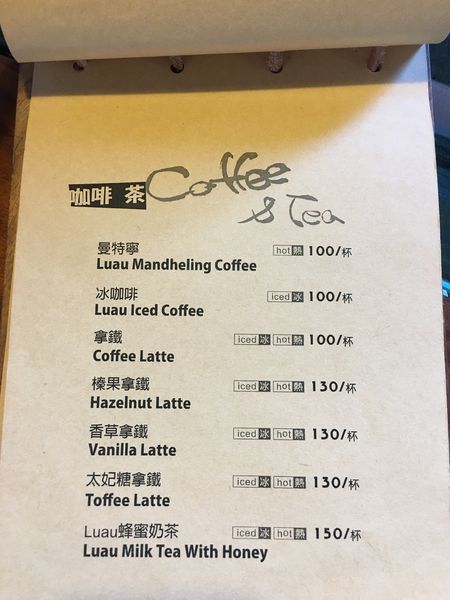 咖啡 茶 Coffee
& Tea
曼特寧 hot 熱 100/杯
Luau Mandheling Coffee
冰咖啡 iced 冰 100/杯
Luau Iced Coffee
拿鐵 iced 冰 hot 熱 100/杯
Coffee Latte
榛果拿鐵 iced 冰 hot 熱 130/杯
Hazelnut Latte
香草拿鐵 iced 冰 hot 熱 130/杯
Vanilla Latte
太妃糖拿鐵 iced 冰 hot 熱 130/杯
Toffee Latte
Luau蜂蜜奶茶 iced 冰 hot 熱 150/杯
Luau Milk Tea With Honey